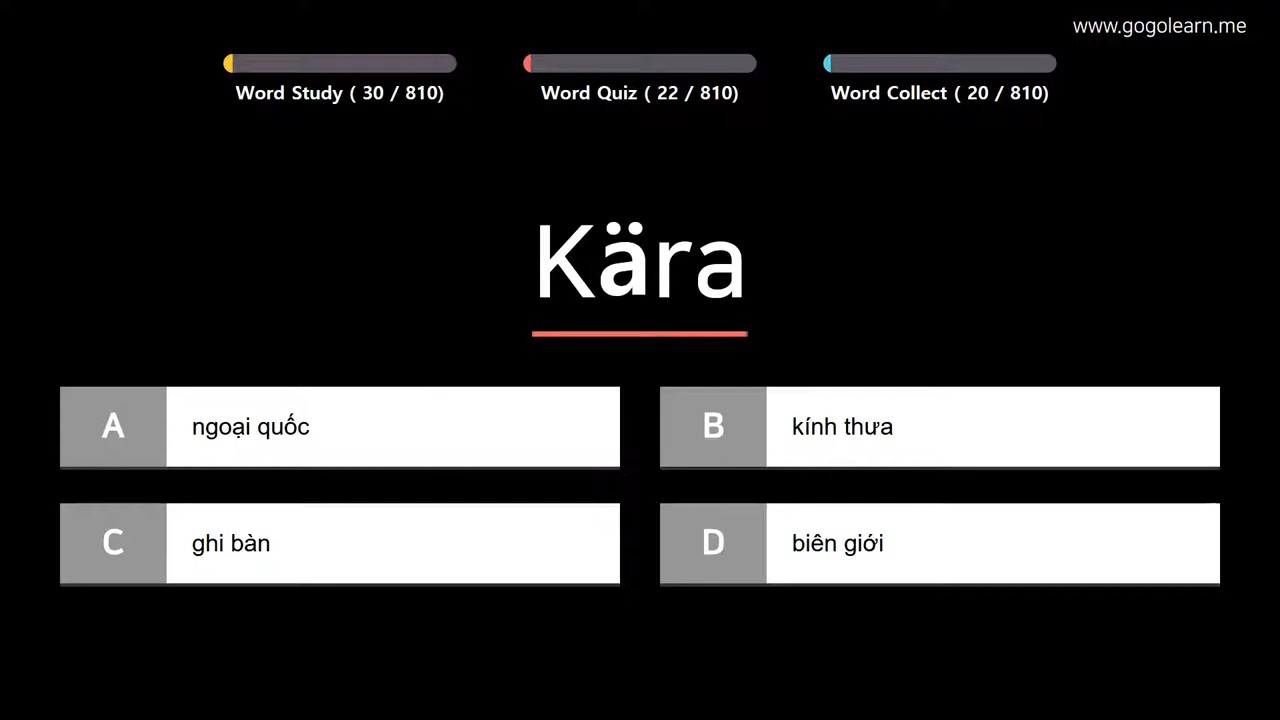 www.gogolearn.me
Word Study ( 30 / 810)
Word Quiz ( 22 / 810)
Word Collect ( 20 / 810)
Kära
A ngoại quốc
B kính thưa
C ghi bàn
D biên giới